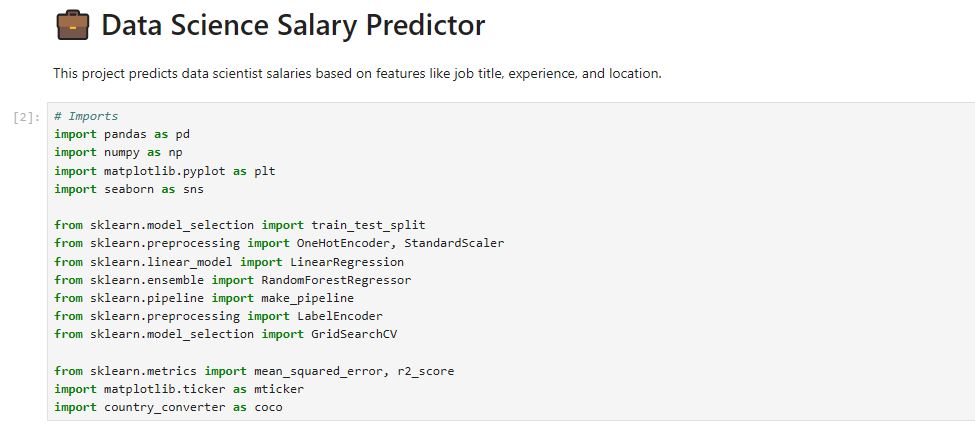 💼 Data Science Salary Predictor
This project predicts data scientist salaries based on features like job title, experience, and location.
[2]:
# Imports
import pandas as pd
import numpy as np
import matplotlib.pyplot as plt
import seaborn as sns
from sklearn.model_selection import train_test_split
from sklearn.preprocessing import OneHotEncoder, StandardScaler
from sklearn.linear_model import LinearRegression
from sklearn.ensemble import RandomForestRegressor
from sklearn.pipeline import make_pipeline
from sklearn.preprocessing import LabelEncoder
from sklearn.model_selection import GridSearchCV
from sklearn.metrics import mean_squared_error, r2_score
import matplotlib.ticker as mticker
import country_converter as coco